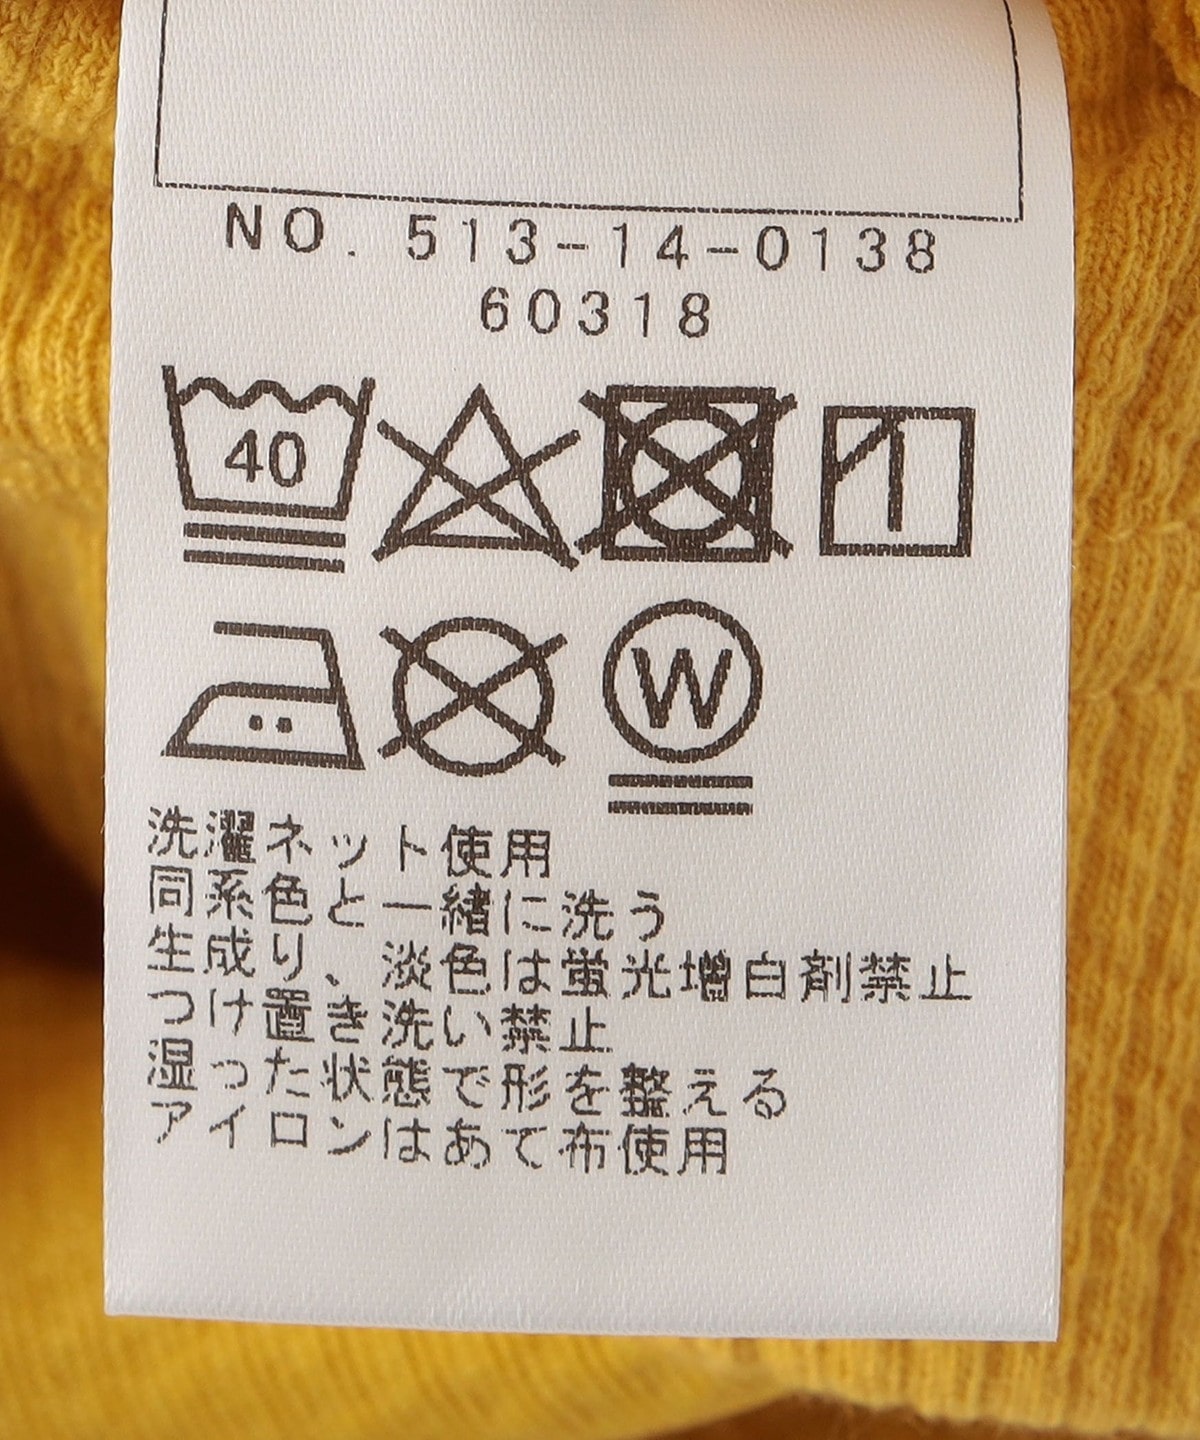 NO. 513-14-0138
60318
40
W
洗濯ネット使用
同系色と一緒に洗う
生成り、淡色は蛍光増白剤禁止
つけ置き洗い禁止
湿った状態で形を整える
アイロンはあて布使用